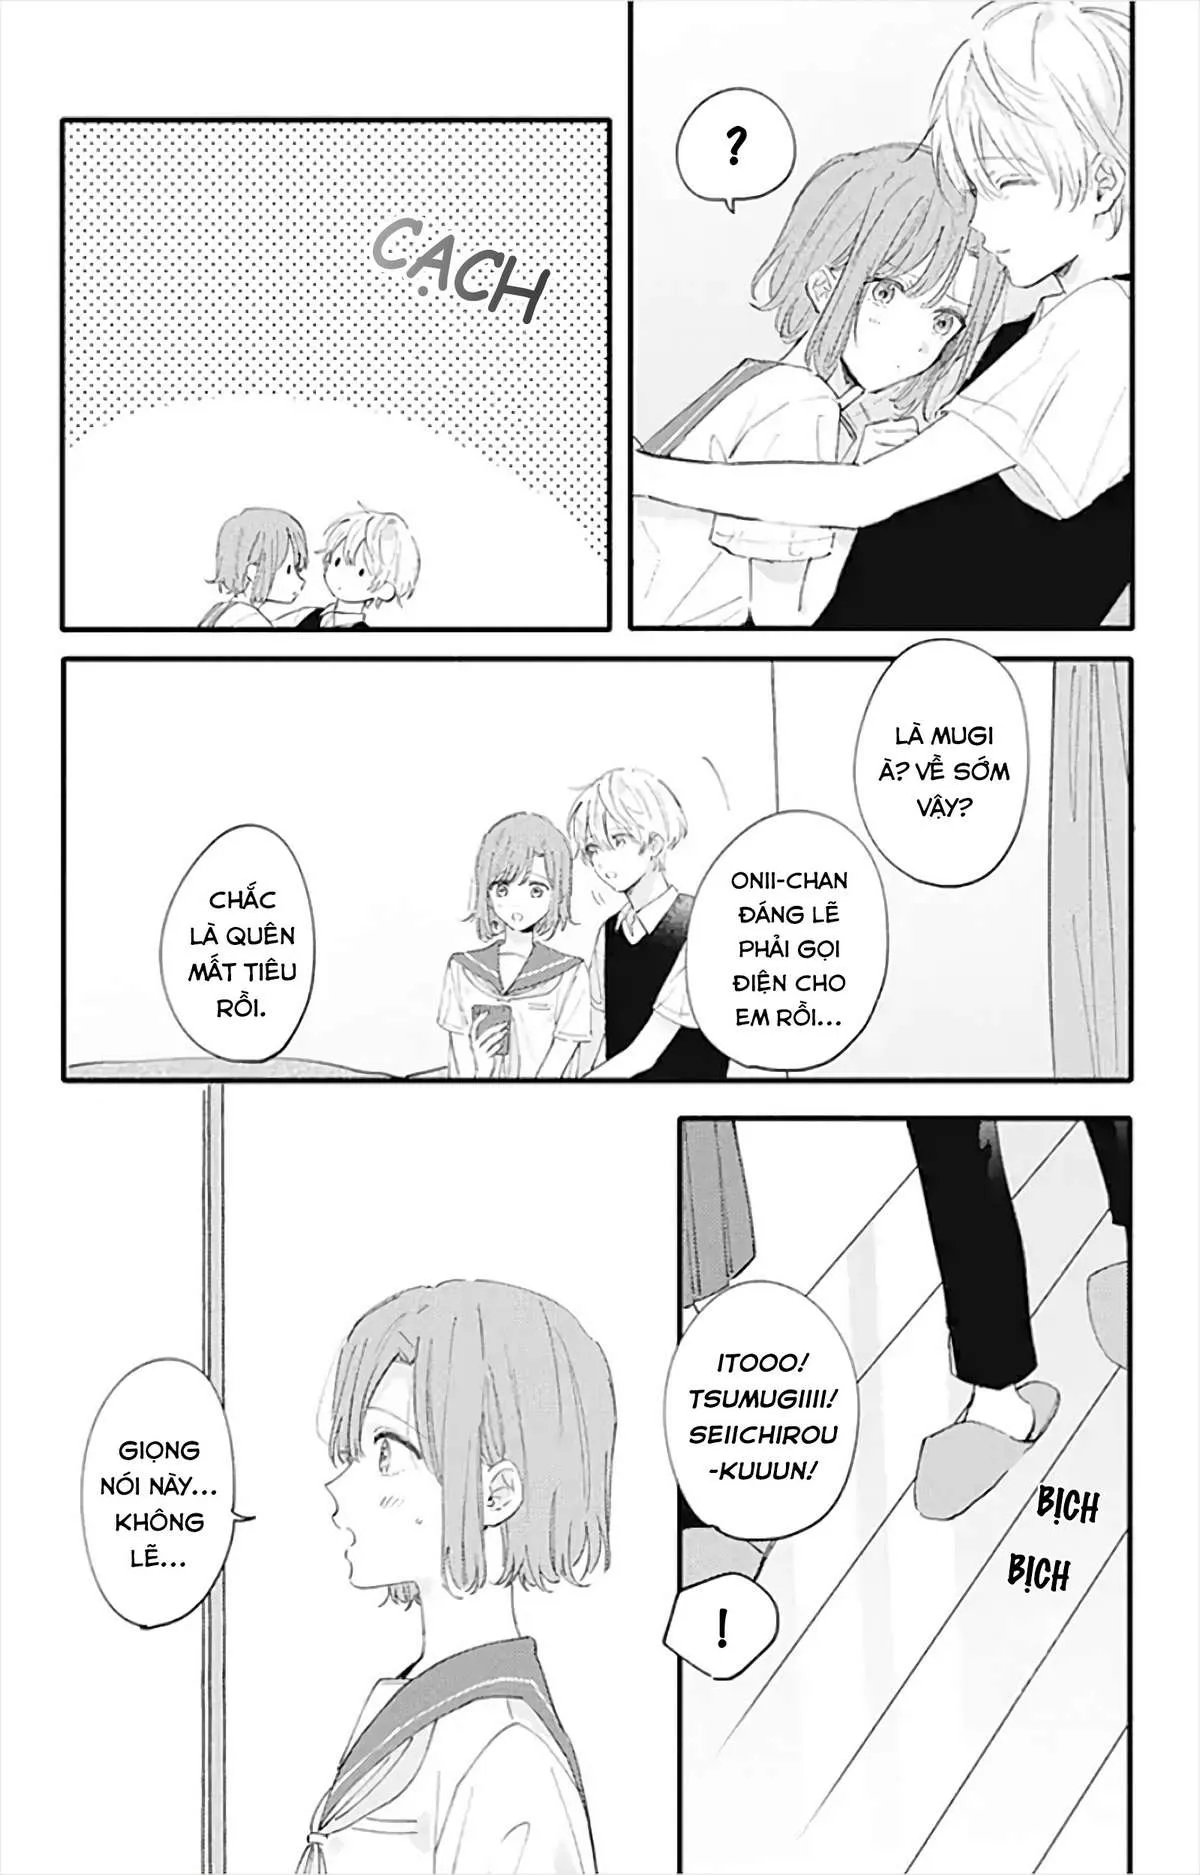 ?
CẠCH
LÀ MUGI
À? VỀ SỚM
VẬY?
ONII-CHAN
ĐÁNG LẼ
PHẢI GỌI
ĐIỆN CHO
EM RỒI...
CHẮC
LÀ QUÊN
MẤT TIÊU
RỒI.
ITOOO!
TSUMUGIIII!
SEIICHIROU
-KUUUN!
BỊCH
BỊCH
!
GIỌNG
NÓI NÀY...
KHÔNG
LẼ...